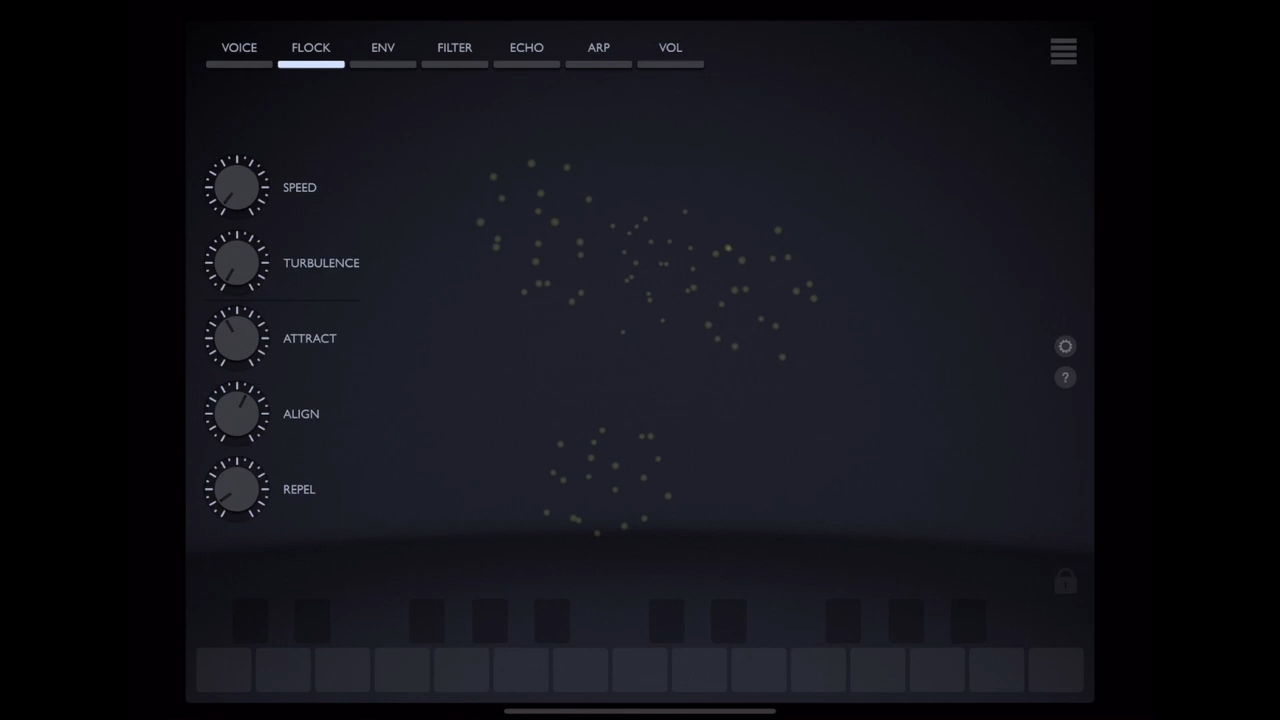 VOICE FLOCK ENV FILTER ECHO ARP VOL
SPEED
TURBULENCE
ATTRACT
?
ALIGN
REPEL